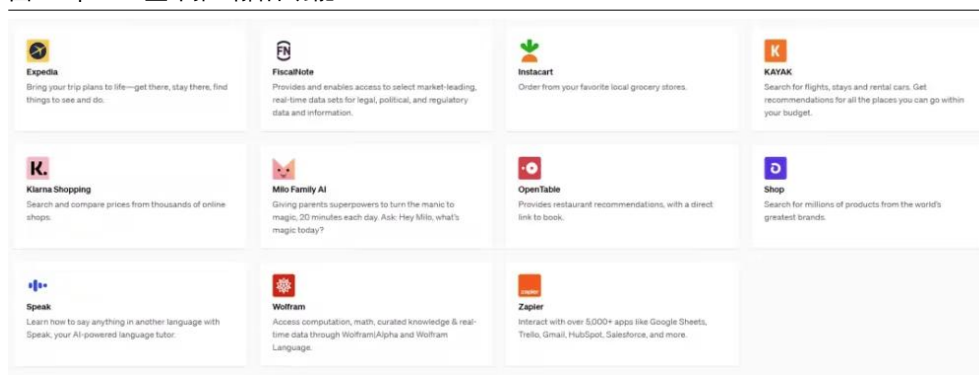 Expedia
Bring your trip plans to life—get there, stay there, find
things to see and do.
FN
FiscalNote
Provides and enables access to select market-leading,
real-time data sets for legal, political, and regulatory
data and information.
Instacart
Order from your favorite local grocery stores.
K
KAYAK
Search for flights, stays and rental cars. Get
recommendations for all the places you can go within
your budget.
K.
Klarna Shopping
Search and compare prices from thousands of online
shops.
Milo Family AI
Giving parents superpowers to turn the manic to
magic, 20 minutes each day. Ask: Hey Milo, what's
magic today?
OpenTable
Provides restaurant recommendations, with a direct
link to book.
Shop
Search for millions of products from the world's
greatest brands.
Speak
Learn how to say anything in another language with
Speak, your AI-powered language tutor.
Wolfram
Access computation, math, curated knowledge & real-
time data through Wolfram|Alpha and Wolfram
Language.
zapier
Zapier
Interact with over 5,000+ apps like Google Sheets,
Trello, Gmail, HubSpot, Salesforce, and more.